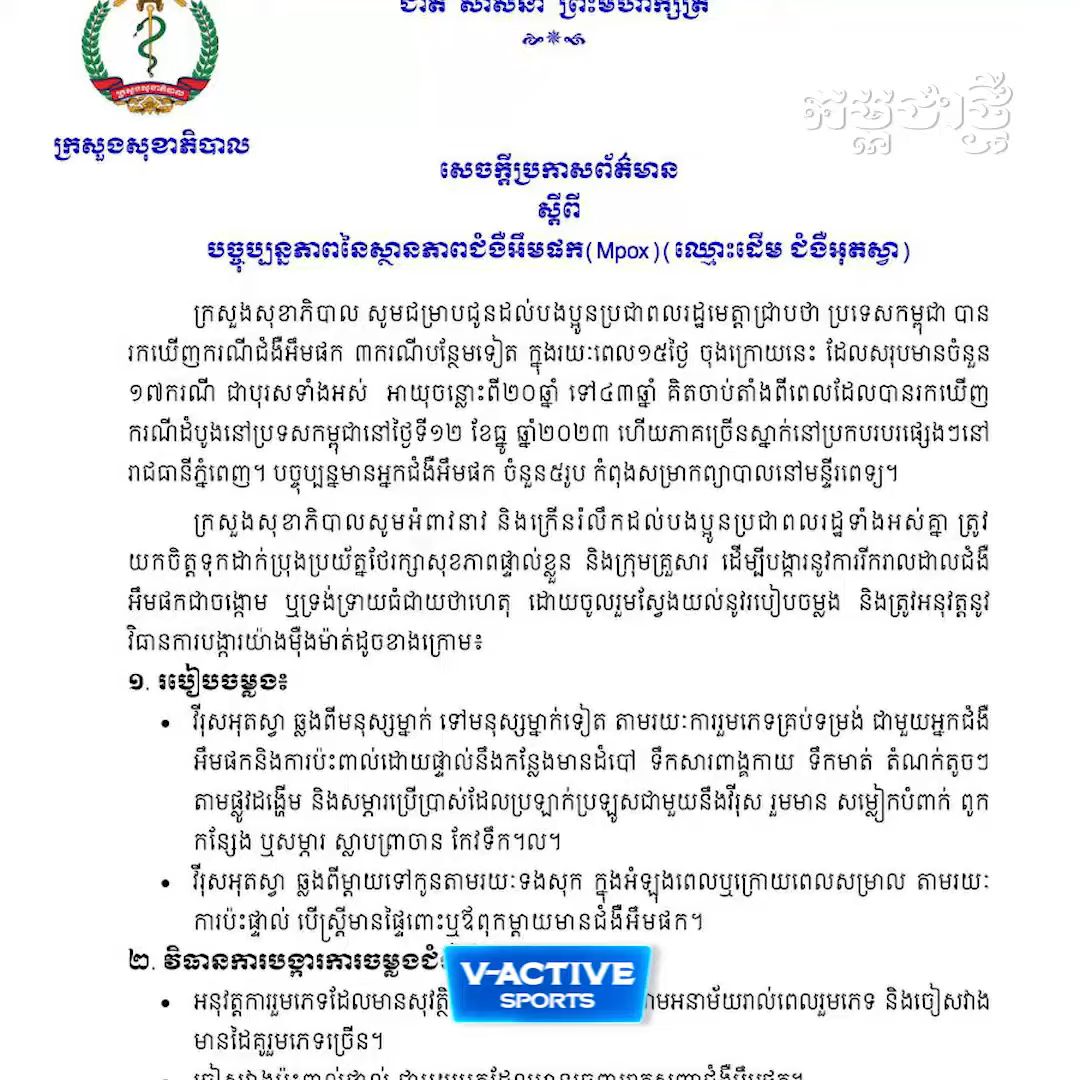 ជាតិ សាសនា ព្រះមហាក្សត្រ
ក្រសួងសុខាភិបាល
អប្សរាថ្មី
ក្រសួងសុខាភិបាល
សេចក្តីប្រកាសព័ត៌មាន
ស្តីពី
បច្ចុប្បន្នភាពនៃស្ថានភាពជំងឺអឹមផក(Mpox)(ឈ្មោះដើម ជំងឺអុតស្វា)
ក្រសួងសុខាភិបាល សូមជម្រាបជូនដល់បងប្អូនប្រជាពលរដ្ឋមេត្តាជ្រាបថា ប្រទេសកម្ពុជា បាន
រកឃើញករណីជំងឺអឹមផក ៣ករណីបន្ថែមទៀត ក្នុងរយៈពេល១៥ថ្ងៃ ចុងក្រោយនេះ ដែលសរុបមានចំនួន
១៧ករណី ជាបុរសទាំងអស់ អាយុចន្លោះពី២០ឆ្នាំ ទៅ៤៣ឆ្នាំ គិតចាប់តាំងពីពេលដែលបានរកឃើញ
ករណីដំបូងនៅប្រទសកម្ពុជានៅថ្ងៃទី១២ ខែធ្នូ ឆ្នាំ២០២៣ ហើយភាគច្រើនស្នាក់នៅប្រកបរបរផ្សេងៗនៅ
រាជធានីភ្នំពេញ។ បច្ចុប្បន្នមានអ្នកជំងឺអឹមផក ចំនួន៥រូប កំពុងសម្រាកព្យាបាលនៅមន្ទីរពេទ្យ។
ក្រសួងសុខាភិបាលសូមអំពាវនាវ និងក្រើនរំលឹកដល់បងប្អូនប្រជាពលរដ្ឋទាំងអស់គ្នា ត្រូវ
យកចិត្តទុកដាក់ប្រុងប្រយ័ត្នថែរក្សាសុខភាពផ្ទាល់ខ្លួន និងក្រុមគ្រួសារ ដើម្បីបង្ការនូវការរីករាលដាលជំងឺ
អឹមផកជាចង្កោម ឬទ្រង់ទ្រាយធំជាយថាហេតុ ដោយចូលរួមស្វែងយល់នូវរបៀបចម្លង និងត្រូវអនុវត្តនូវ
វិធានការបង្ការយ៉ាងម៉ឺងម៉ាត់ដូចខាងក្រោម៖
១. របៀបចម្លង៖
• វីរុសអុតស្វា ឆ្លងពីមនុស្សម្នាក់ ទៅមនុស្សម្នាក់ទៀត តាមរយៈការរួមភេទគ្រប់ទម្រង់ ជាមួយអ្នកជំងឺ
អឹមផកនិងការប៉ះពាល់ដោយផ្ទាល់នឹងកន្លែងមានដំបៅ ទឹកសារពាង្គកាយ ទឹកមាត់ តំណក់តូចៗ
តាមផ្លូវដង្ហើម និងសម្ភារប្រើប្រាស់ដែលប្រឡាក់ប្រឡូសជាមួយនឹងវីរុស រួមមាន សម្លៀកបំពាក់ ពូក
កន្សែង ឬសម្ភារ ស្លាបព្រាចាន កែវទឹក។ល។
• វីរុសអុតស្វា ឆ្លងពីម្តាយទៅកូនតាមរយៈទងសុក ក្នុងអំឡុងពេលឬក្រោយពេលសម្រាល តាមរយៈ
ការប៉ះផ្ទាល់ បើស្ត្រីមានផ្ទៃពោះឬឪពុកម្តាយមានជំងឺអឹមផក។
២. វិធានការបង្ការការចម្លងជំ
V-ACTIVE
SPORTS
• អនុវត្តការរួមភេទដែលមានសុវត្ថិ អនាម័យរាល់ពេលរួមភេទ និងចៀសវាង
មានដៃគូរួមភេទច្រើន។